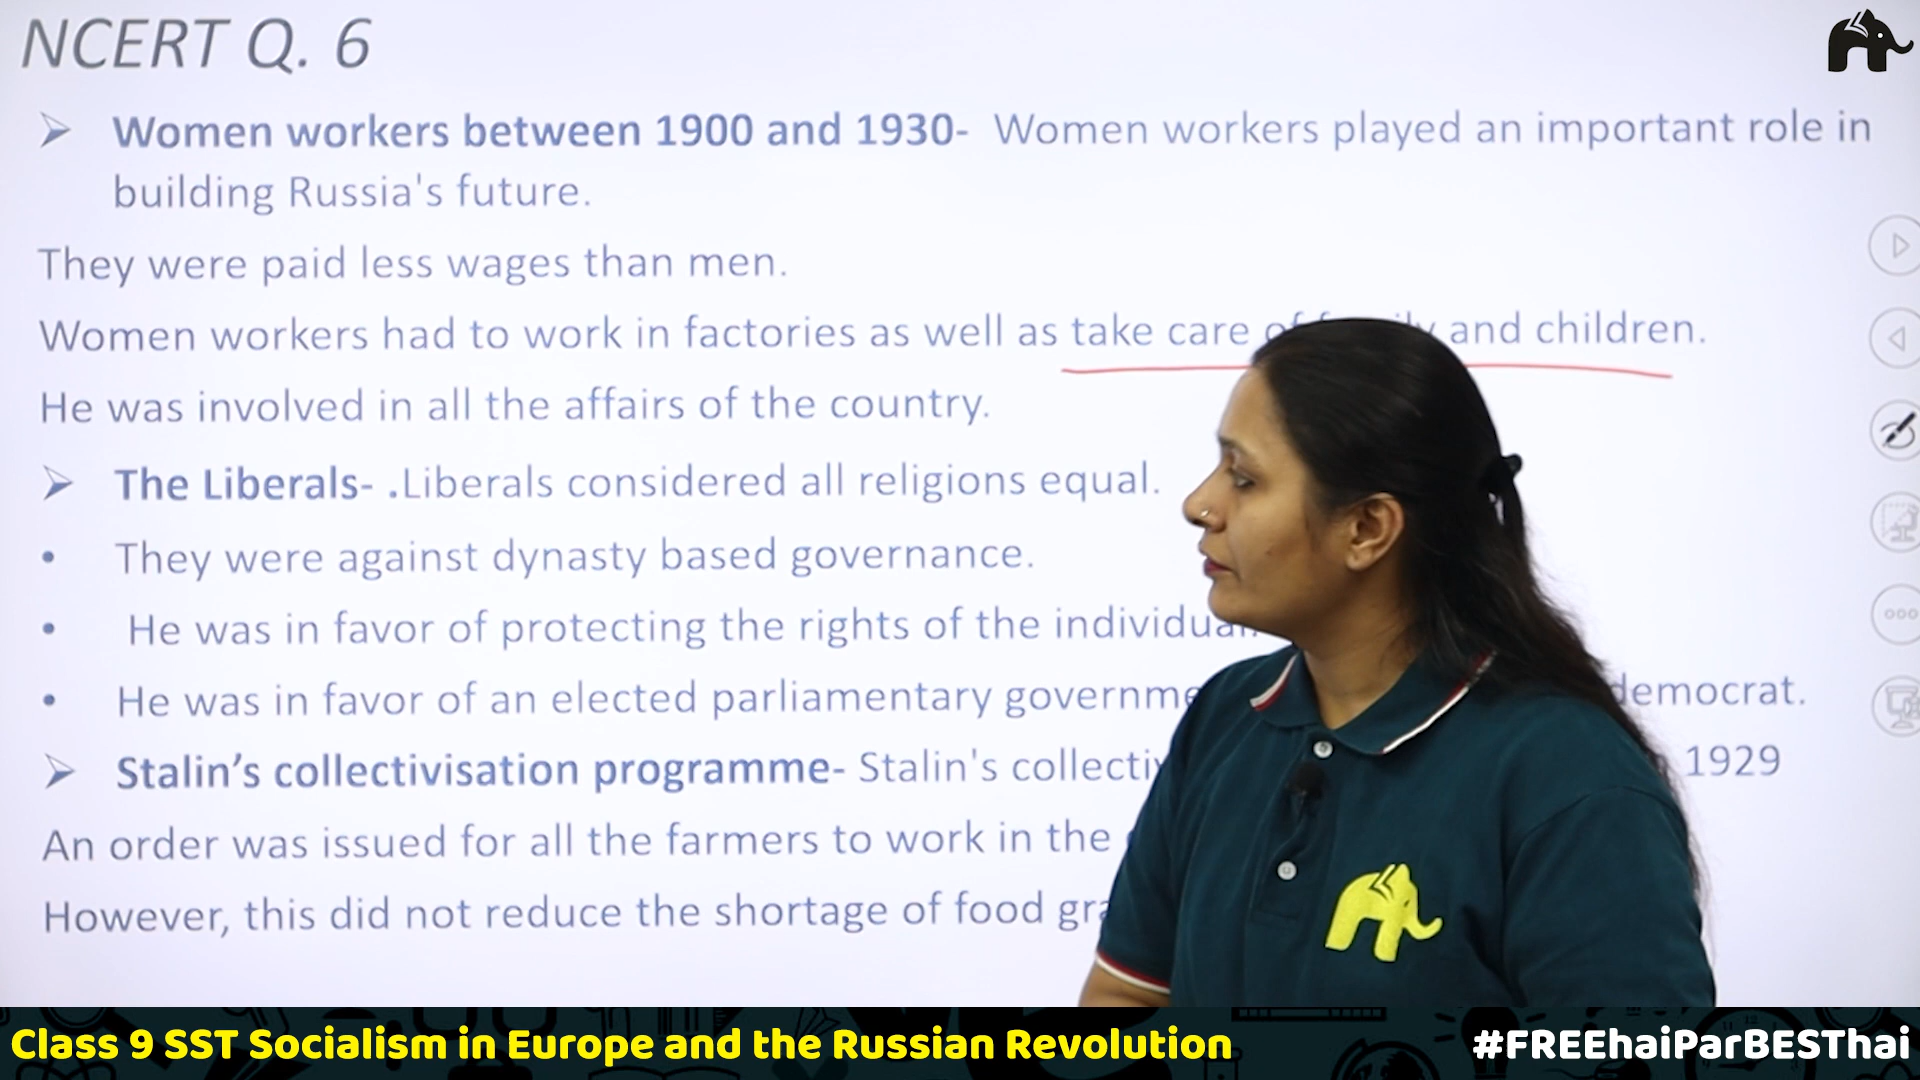 NCERT Q. 6
➢ Women workers between 1900 and 1930- Women workers played an important role in
building Russia's future.
They were paid less wages than men.
Women workers had to work in factories as well as take care of family and children.
He was involved in all the affairs of the country.
➢ The Liberals- .Liberals considered all religions equal.
• They were against dynasty based governance.
• He was in favor of protecting the rights of the individual.
• He was in favor of an elected parliamentary democrat.
➢ Stalin’s collectivisation programme- Stalin's 1929
An order was issued for all the farmers to work in the
However, this did not reduce the shortage of food
Class 9 SST Socialism in Europe and the Russian Revolution
#FREEhaiParBESThai